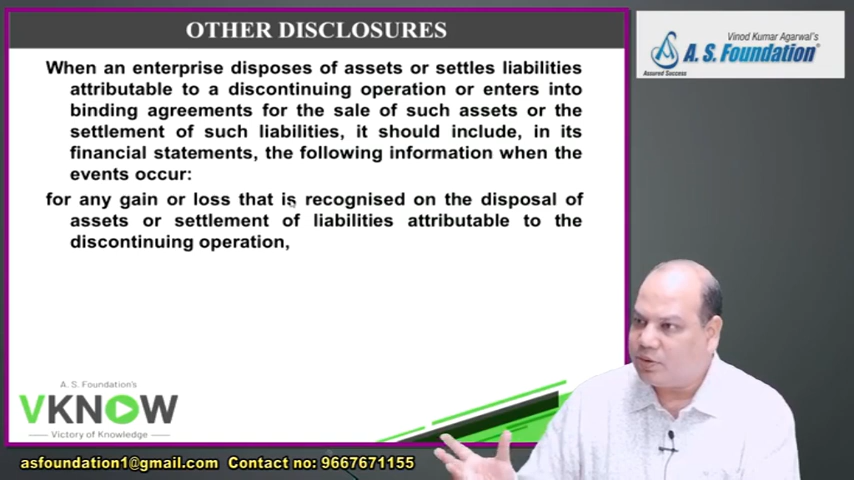 OTHER DISCLOSURES
When an enterprise disposes of assets or settles liabilities
attributable to a discontinuing operation or enters into
binding agreements for the sale of such assets or the
settlement of such liabilities, it should include, in its
financial statements, the following information when the
events occur:
for any gain or loss that is recognised on the disposal of
assets or settlement of liabilities attributable to the
discontinuing operation,
Vinod Kumar Agarwal's
A. S. Foundation
Assured Success
A. S. Foundation's
VKNOW
Victory of Knowledge
asfoundation1@gmail.com Contact no: 9667671155